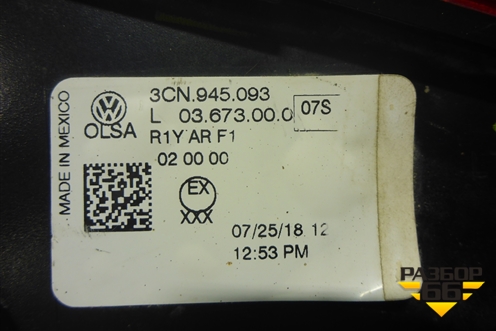 MADE IN MEXICO
VW
OLSA
3CN.945.093
L 03.673.00.0 07S
R1Y AR F1
02 00 00
EX
XXX
07/25/18 12
12:53 PM
РАЗБОР
66